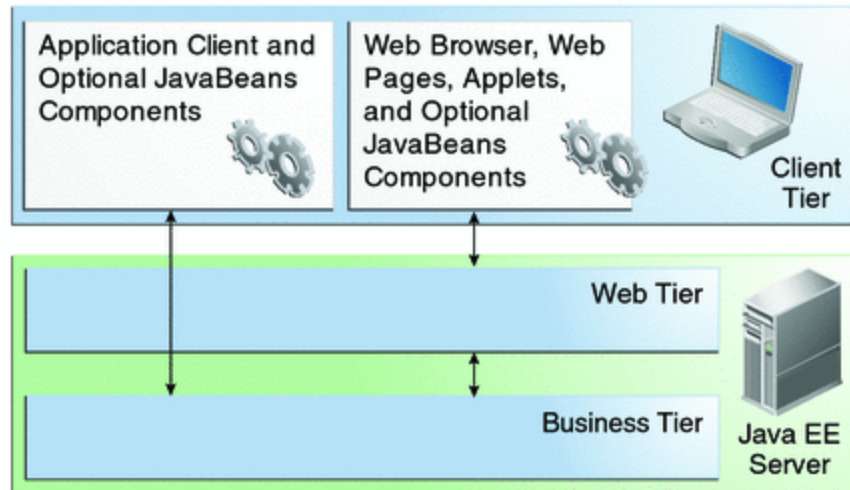 Application Client and
Optional JavaBeans
Components
Web Browser, Web
Pages, Applets,
and Optional
JavaBeans
Components
Client
Tier
Web Tier
Business Tier
Java EE
Server